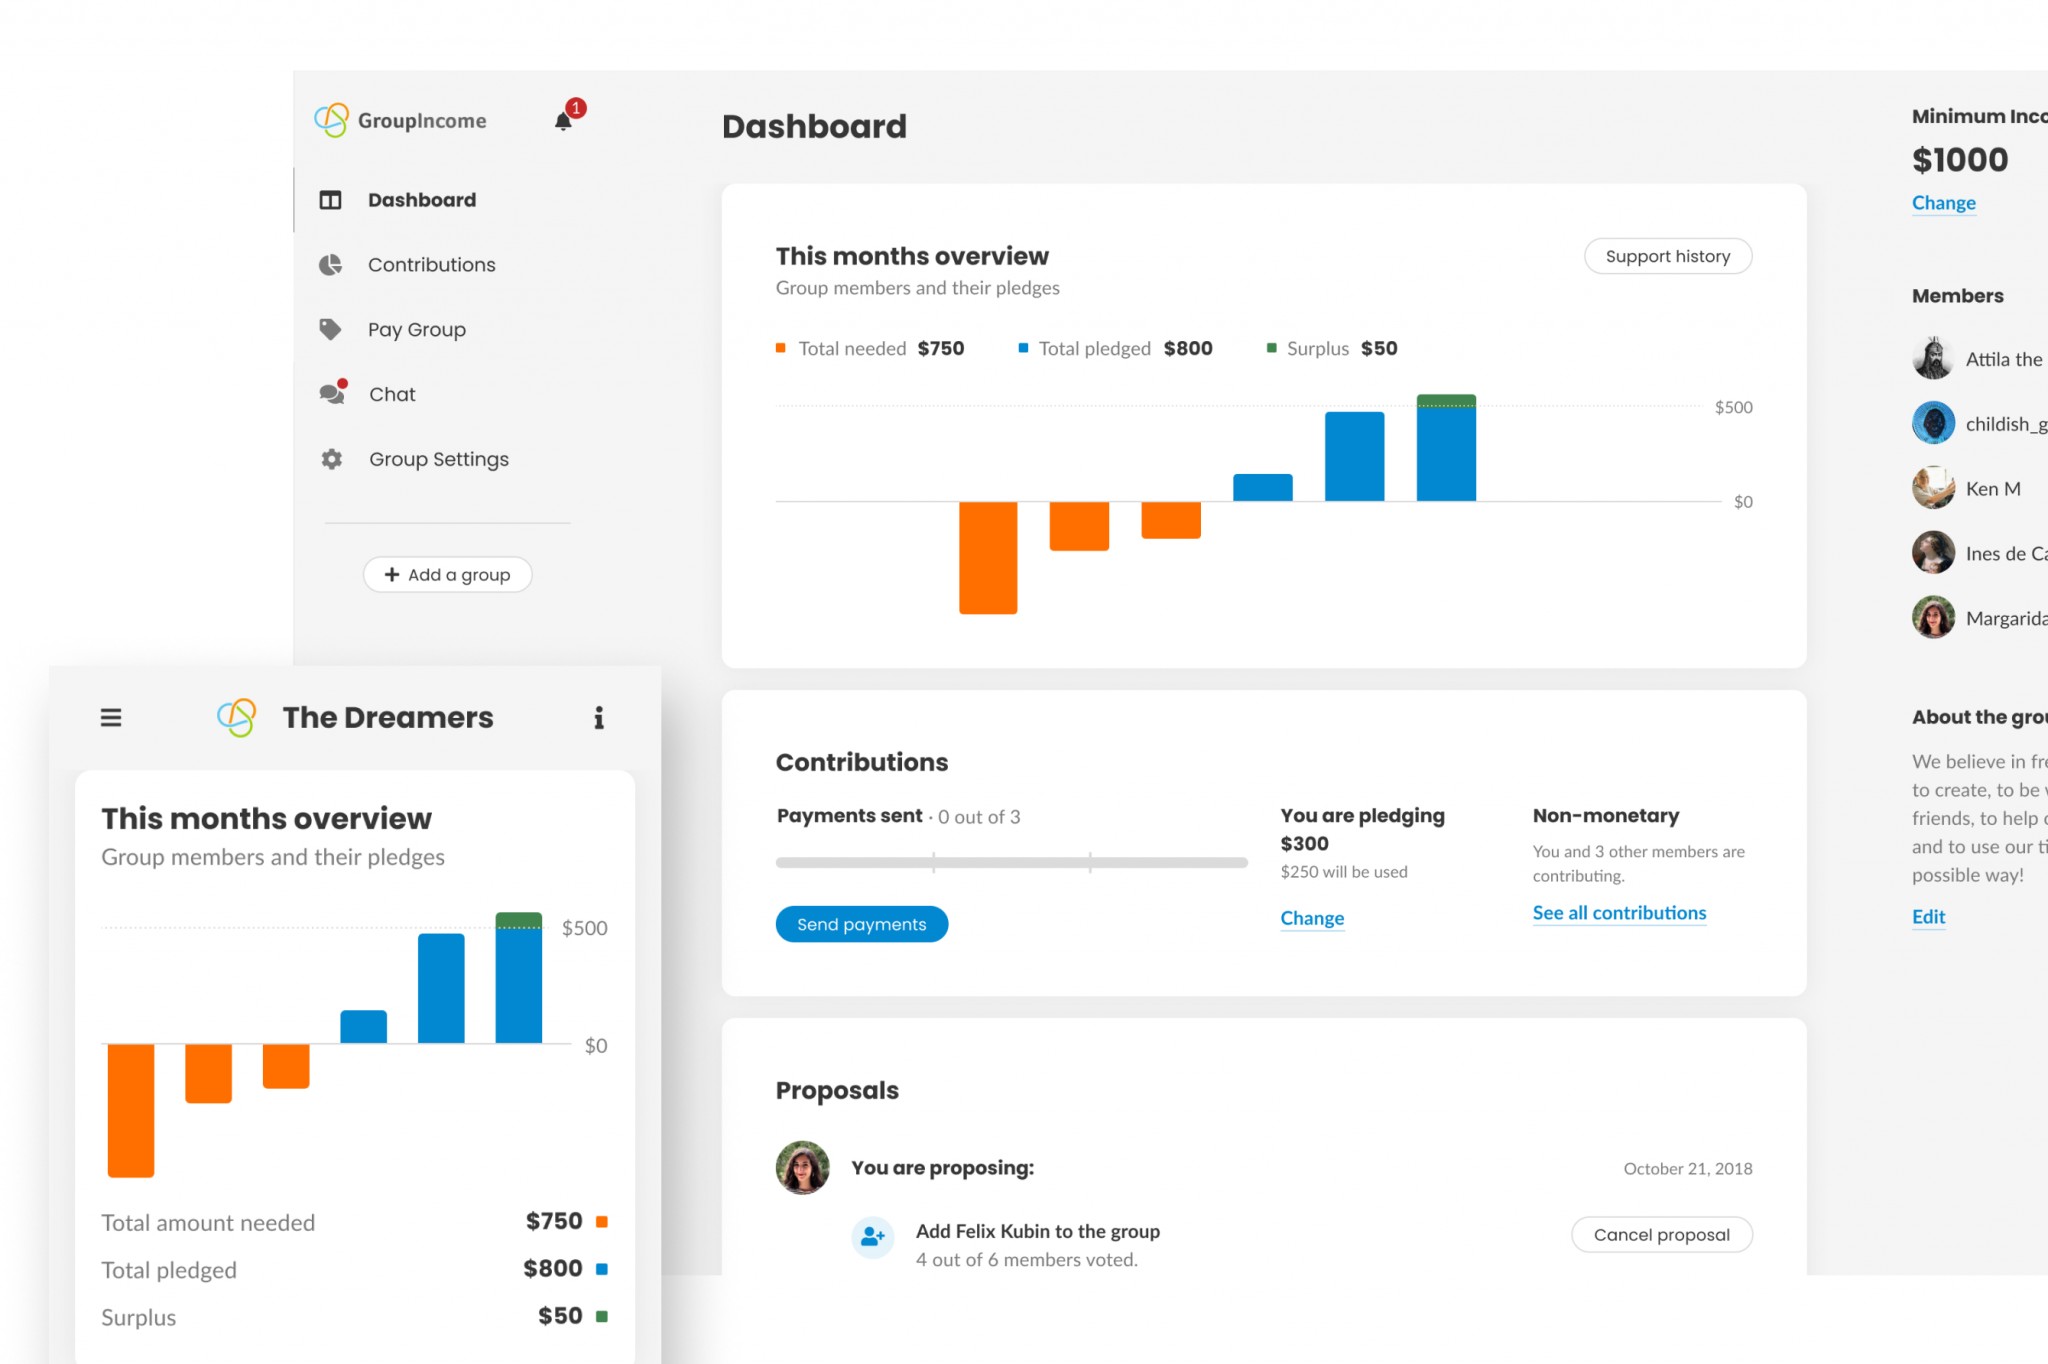 GroupIncome
1
Dashboard
Contributions
Pay Group
Chat
Group Settings
Add a group
Dashboard
This months overview
Group members and their pledges
Support history
Total needed $750 Total pledged $800 Surplus $50
$500
$0
Contributions
Payments sent · 0 out of 3
Send payments
You are pledging
$300
$250 will be used
Change
Non-monetary
You and 3 other members are
contributing.
See all contributions
Proposals
You are proposing:
October 21, 2018
Add Felix Kubin to the group
4 out of 6 members voted.
Cancel proposal
Minimum
$1000
Change
Members
Attila the
Ken M
Ines de
Margarida
About the
We believe in
to create, to be
friends, to help
and to use our
possible way!
Edit
The Dreamers
This months overview
Group members and their pledges
$500
$0
Total amount needed $750
Total pledged $800
Surplus $50